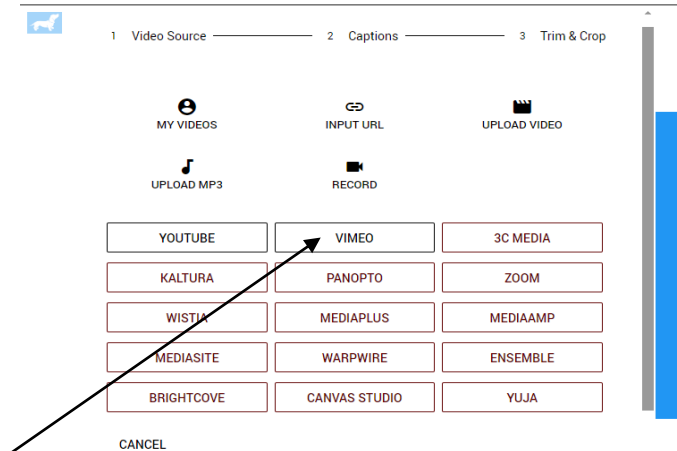 1 Video Source 2 Captions 3 Trim & Crop
MY VIDEOS INPUT URL UPLOAD VIDEO
UPLOAD MP3 RECORD
YOUTUBE VIMEO 3C MEDIA
KALTURA PANOPTO ZOOM
WISTIA MEDIAPLUS MEDIAAMP
MEDIASITE WARPWIRE ENSEMBLE
BRIGHTCOVE CANVAS STUDIO YUJA
CANCEL